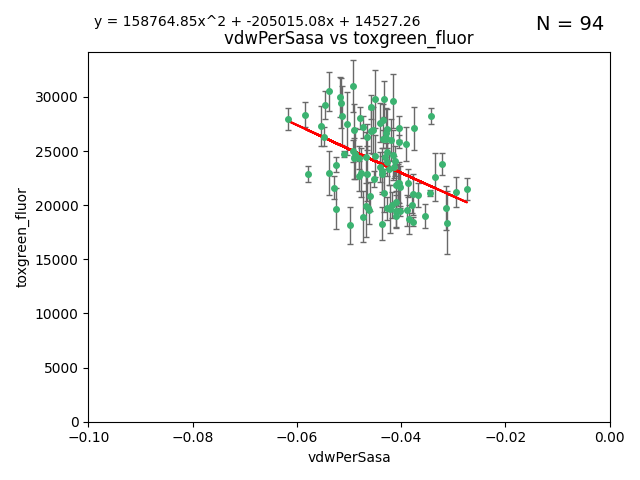 y = 158764.85x^2 + -205015.08x + 14527.26
N = 94
vdwPerSasa vs toxgreen_fluor
toxgreen_fluor
30000
25000
20000
15000
10000
5000
0
−0.10
−0.08
−0.06
−0.04
−0.02
0.00
vdwPerSasa